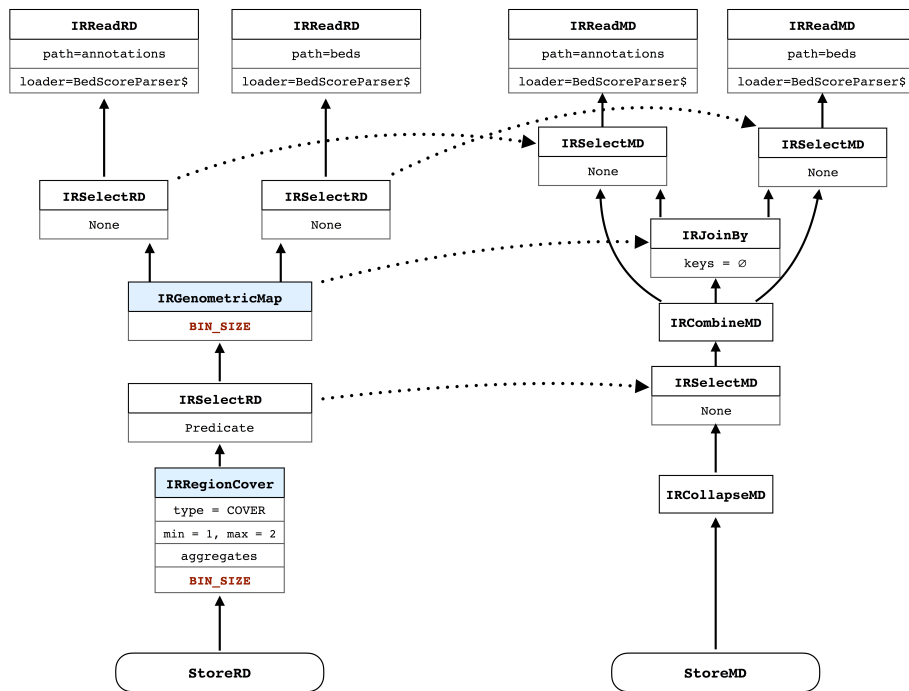 IRReadRD
path=annotations
loader=BedScoreParser$
IRReadRD
path=beds
loader=BedScoreParser$
IRReadMD
path=annotations
loader=BedScoreParser$
IRReadMD
path=beds
loader=BedScoreParser$
IRSelectMD
None
IRSelectMD
None
IRSelectRD
None
IRSelectRD
None
IRJoinBy
keys = ∅
IRGenometricMap
BIN_SIZE
IRCombineMD
IRSelectRD
Predicate
IRSelectMD
None
IRRegionCover
type = COVER
min = 1, max = 2
aggregates
BIN_SIZE
IRCollapseMD
StoreRD
StoreMD